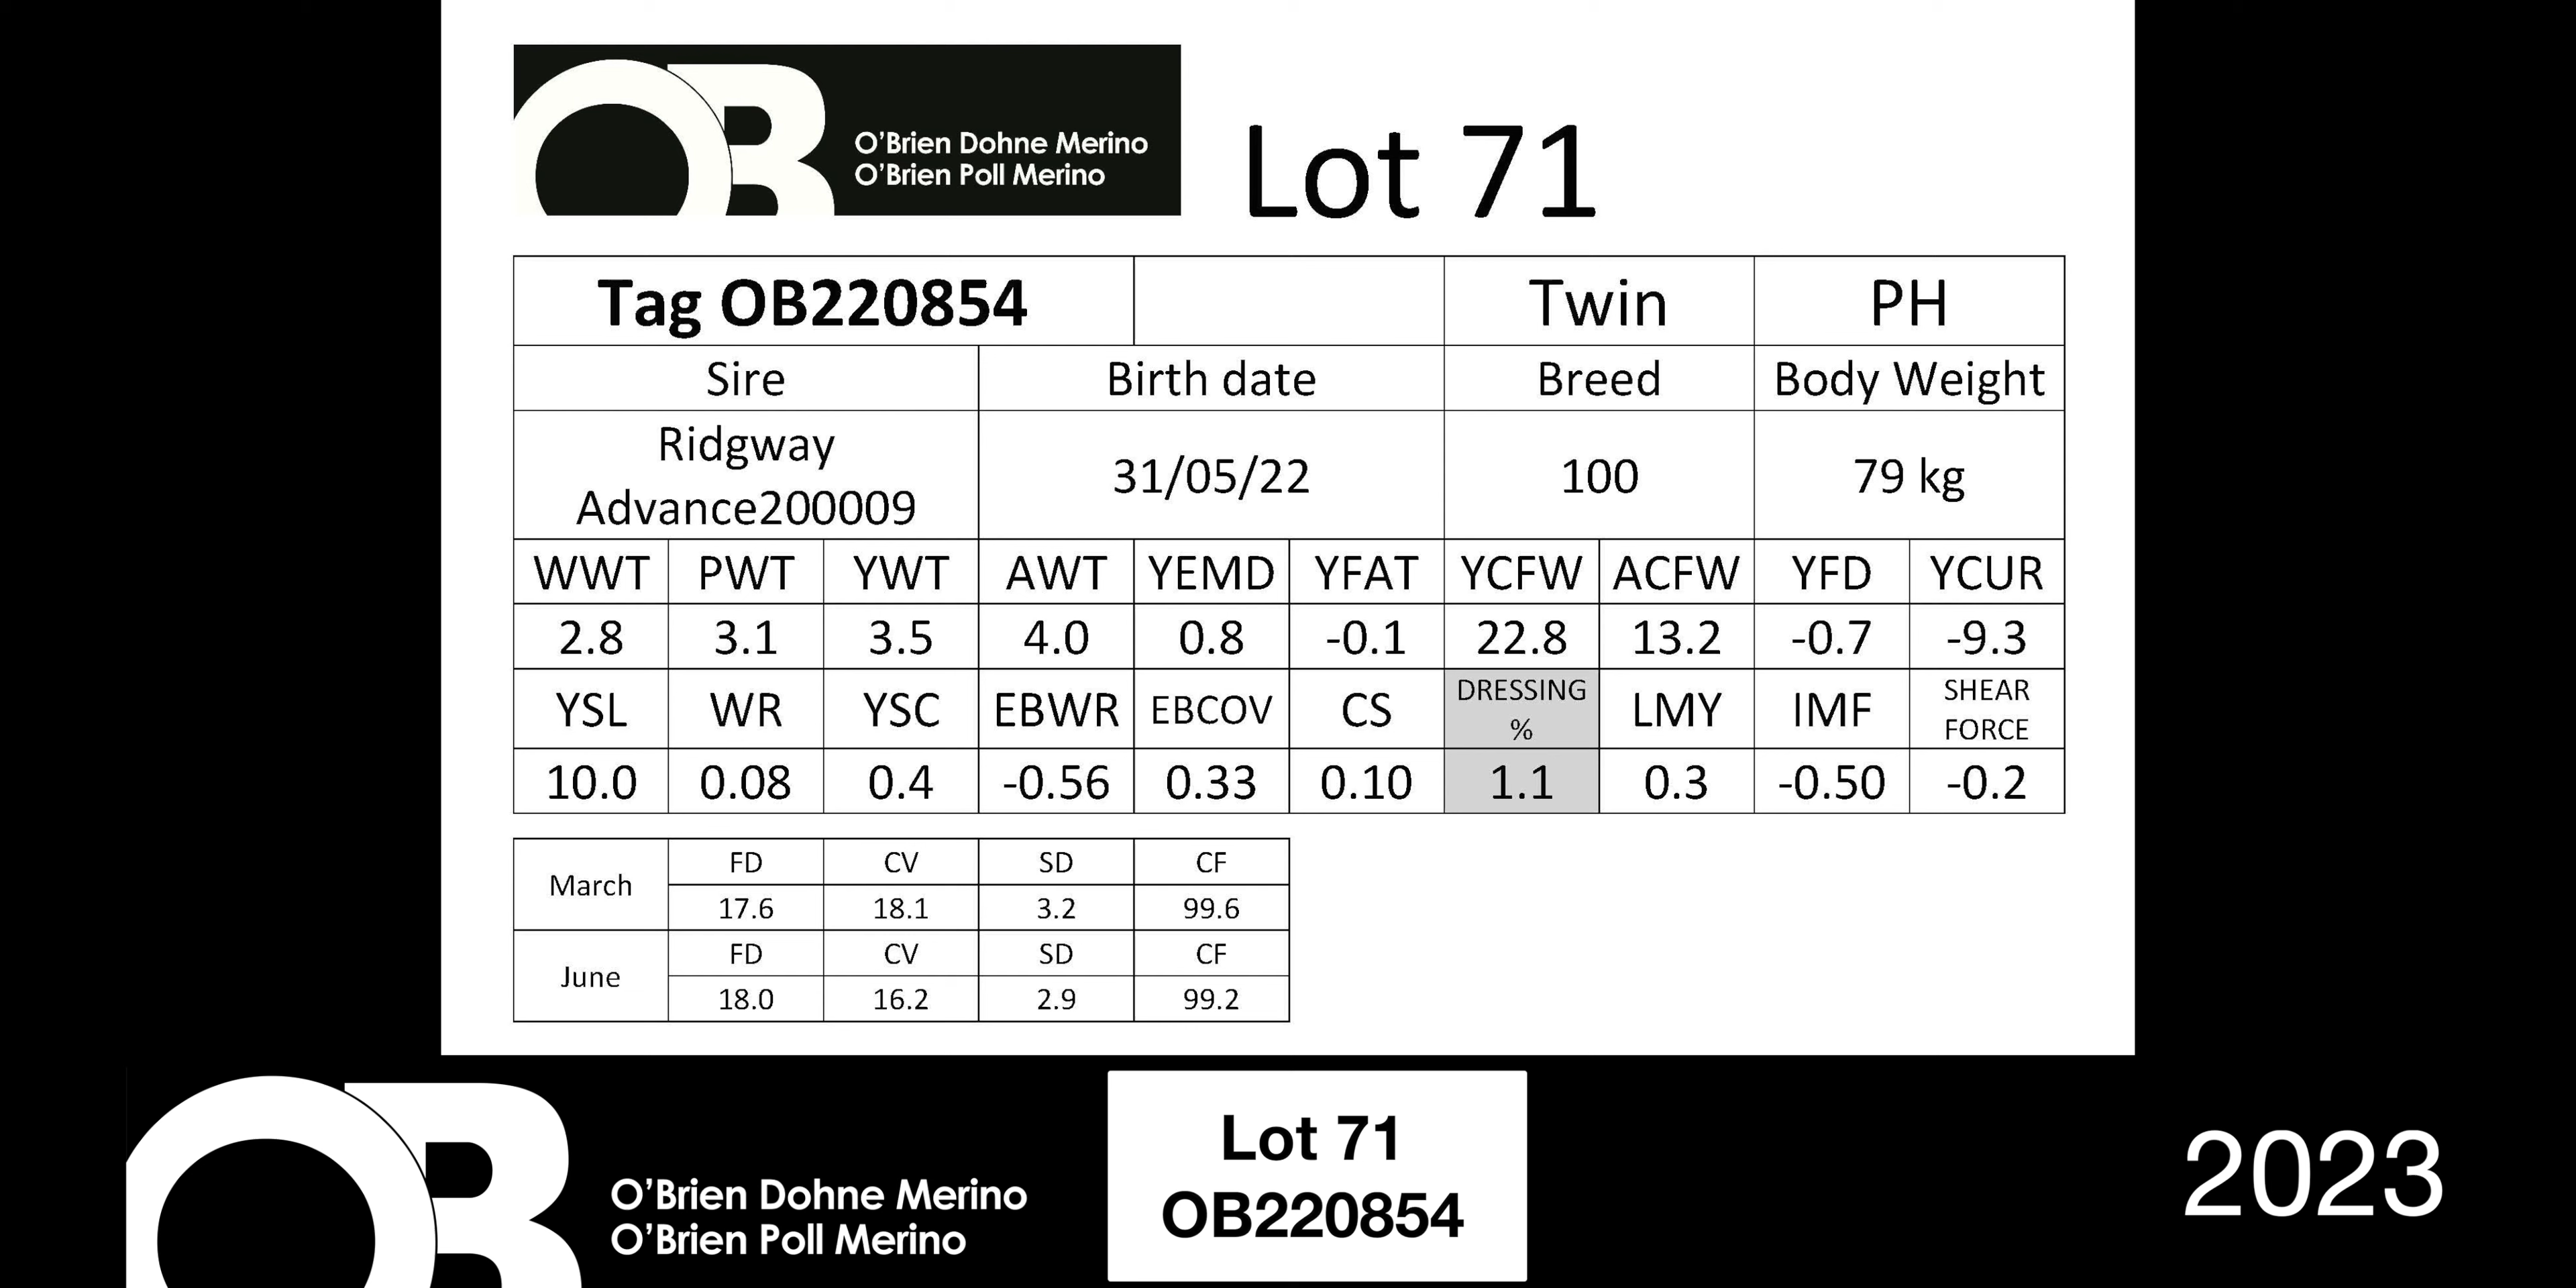 OB
O'Brien Dohne Merino
O'Brien Poll Merino
Lot 71
Tag OB220854 Twin PH
Sire Birth date Breed Body Weight
Ridgway
Advance200009 31/05/22 100 79 kg
WWT PWT YWT AWT YEMD YFAT YCFW ACFW YFD YCUR
2.8 3.1 3.5 4.0 0.8 -0.1 22.8 13.2 -0.7 -9.3
YSL WR YSC EBWR EBCOV CS DRESSING % LMY IMF SHEAR FORCE
10.0 0.08 0.4 -0.56 0.33 0.10 1.1 0.3 -0.50 -0.2
March FD CV SD CF
17.6 18.1 3.2 99.6
June FD CV SD CF
18.0 16.2 2.9 99.2
OB
O'Brien Dohne Merino
O'Brien Poll Merino
Lot 71
OB220854
2023